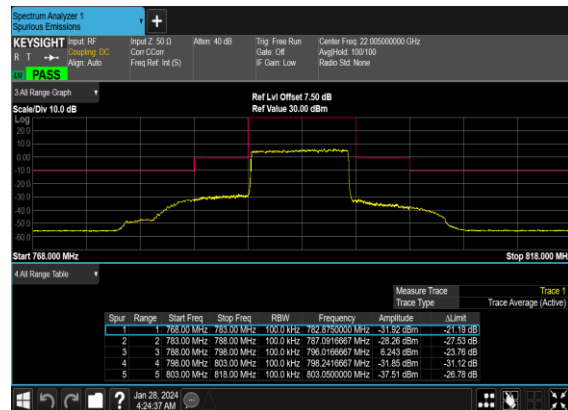 Spectrum Analyzer 1
Spurious Emissions
KEYSIGHT Input: RF Input Z: 50 Ω Atten: 40 dB Trig: Free Run Center Freq: 22.005000000 GHz
R T Coupling: DC Corr CCorr Gate: Off Avg|Hold: 100/100
Align: Auto Freq Ref: Int (S) IF Gain: Low Radio Std: None
PASS
3 All Range Graph
Ref Lvl Offset 7.50 dB
Scale/Div 10.0 dB Ref Value 30.00 dBm
Log
20.0
10.0
0.00
-10.0
-20.0
-30.0
-40.0
-50.0
-60.0
Start 768.000 MHz Stop 818.000 MH
4 All Range Table
Measure Trace Trace 1
Trace Type Trace Average (Active)
Spur Range Start Freq Stop Freq RBW Frequency Amplitude ΔLimit
1 1 768.00 MHz 783.00 MHz 100.0 kHz 782.8750000 MHz -31.92 dBm -21.19 dB
2 2 783.00 MHz 788.00 MHz 100.0 kHz 787.0916667 MHz -28.26 dBm -27.53 dB
3 3 788.00 MHz 798.00 MHz 100.0 kHz 796.0166667 MHz 6.243 dBm -23.76 dB
4 4 798.00 MHz 803.00 MHz 100.0 kHz 798.2416667 MHz -31.85 dBm -31.12 dB
5 5 803.00 MHz 818.00 MHz 100.0 kHz 803.0500000 MHz -37.51 dBm -26.78 dB
Jan 28, 2024
4:24:37 AM